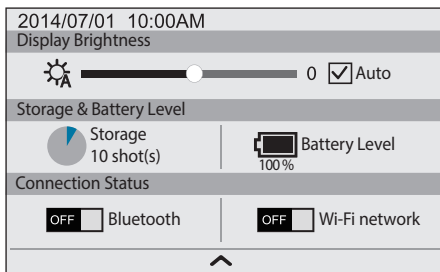 2014/07/01 10:00AM
Display Brightness
A 0 Auto
Storage & Battery Level
Storage
10 shot(s)
100% Battery Level
Connection Status
OFF Bluetooth OFF Wi-Fi network